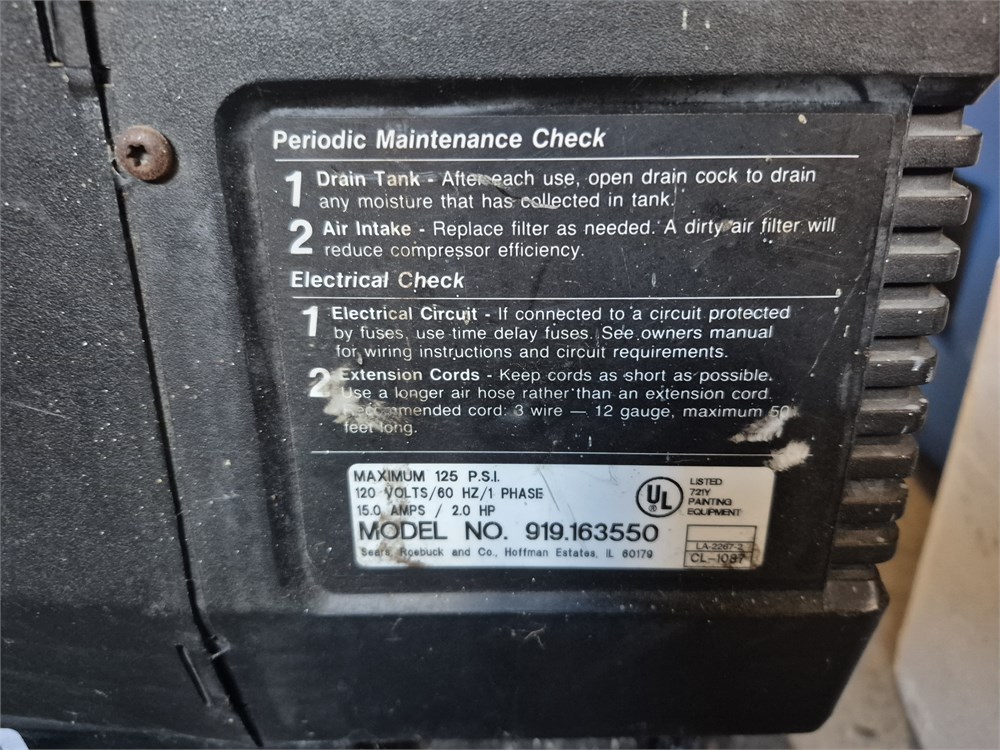 Periodic Maintenance Check
1 Drain Tank - After each use, open drain cock to drain
any moisture that has collected in tank.
2 Air Intake - Replace filter as needed. A dirty air filter will
reduce compressor efficiency.
Electrical Check
1 Electrical Circuit - If connected to a circuit protected
by fuses, use time delay fuses. See owners manual
for wiring instructions and circuit requirements.
2 Extension Cords - Keep cords as short as possible.
Use a longer air hose rather than an extension cord.
Recommended cord: 3 wire — 12 gauge, maximum 50
feet long.
MAXIMUM 125 P.S.I.
120 VOLTS/60 HZ/1 PHASE
15.0 AMPS / 2.0 HP
MODEL NO. 919.163550
Sears, Roebuck and Co., Hoffman Estates, IL 60179
UL
®
LISTED
721Y
PAINTING
EQUIPMENT
LA-2267-2
CL-1087